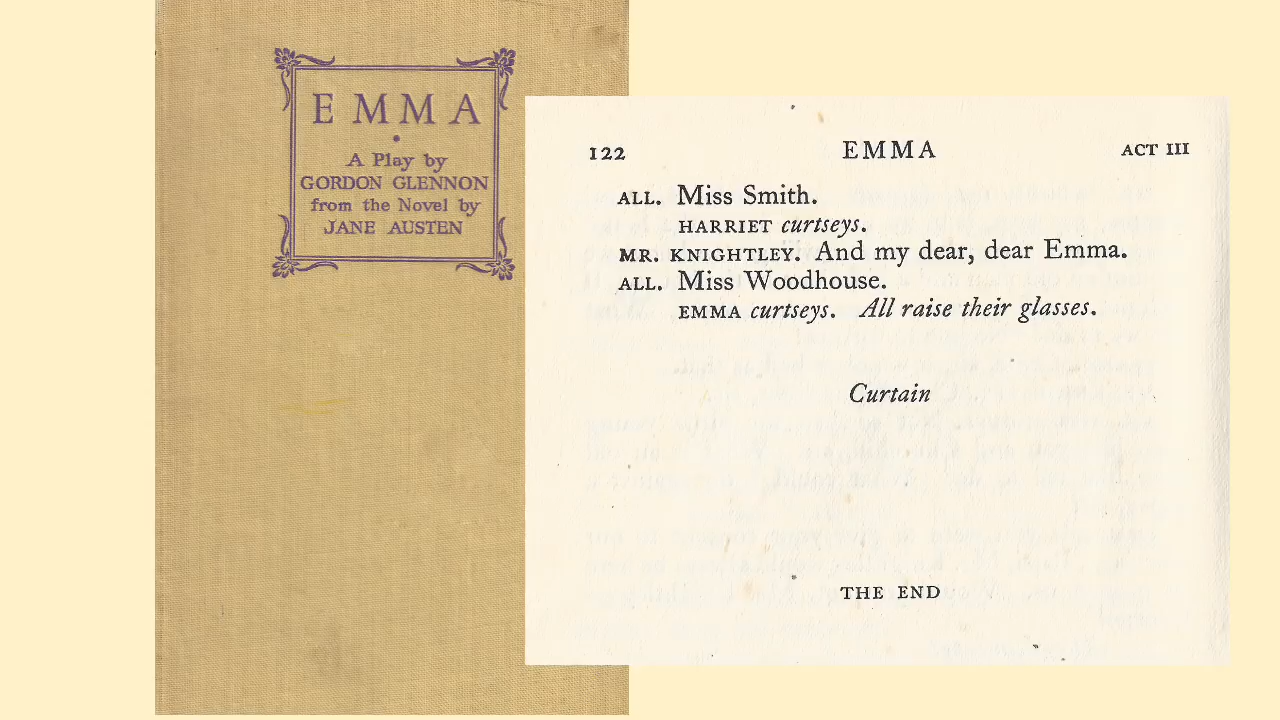 EMMA
A Play by
GORDON GLENNON
from the Novel by
JANE AUSTEN
122 EMMA ACT III
ALL. Miss Smith.
HARRIET curtseys.
MR. KNIGHTLEY. And my dear, dear Emma.
ALL. Miss Woodhouse.
EMMA curtseys. All raise their glasses.
Curtain
THE END